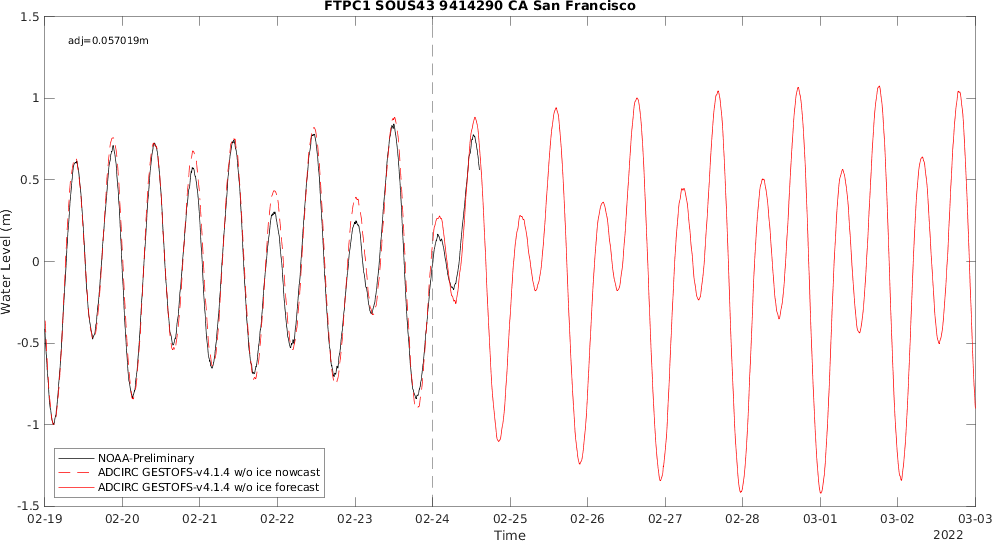 FTPC1 SOUS43 9414290 CA San Francisco
adj=0.057019m
1.5
1
0.5
0
-0.5
-1
-1.5
Water Level (m)
NOAA-Preliminary
ADCIRC GESTOFS-v4.1.4 w/o ice nowcast
ADCIRC GESTOFS-v4.1.4 w/o ice forecast
02-19 02-20 02-21 02-22 02-23 02-24 02-25 02-26 02-27 02-28 03-01 03-02 03-03
Time
2022